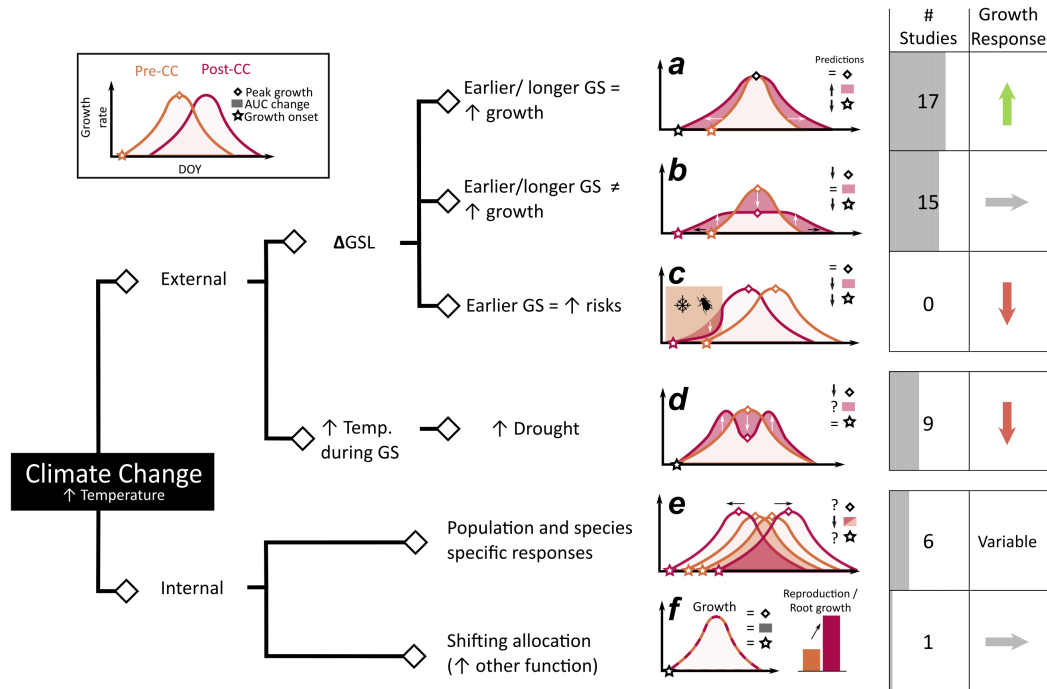 #
Studies
Growth
Response
Pre-CC
Post-CC
Peak growth
AUC change
Growth onset
Growth
rate
DOY
Earlier/ longer GS =
↑ growth
a
Predictions
= 
↑
↓
17
Earlier/longer GS ≠
↑ growth
b
↓
=
↓
15
ΔGSL
External
Earlier GS = ↑ risks
c
=
↓
↓
0
↑ Temp.
during GS
↑ Drought
d
↓
?
=
9
Climate Change
↑ Temperature
Population and species
specific responses
e
?
↓
?
6
Variable
Internal
Shifting allocation
(↑ other function)
f
Growth
=
=
=
Reproduction /
Root growth
1